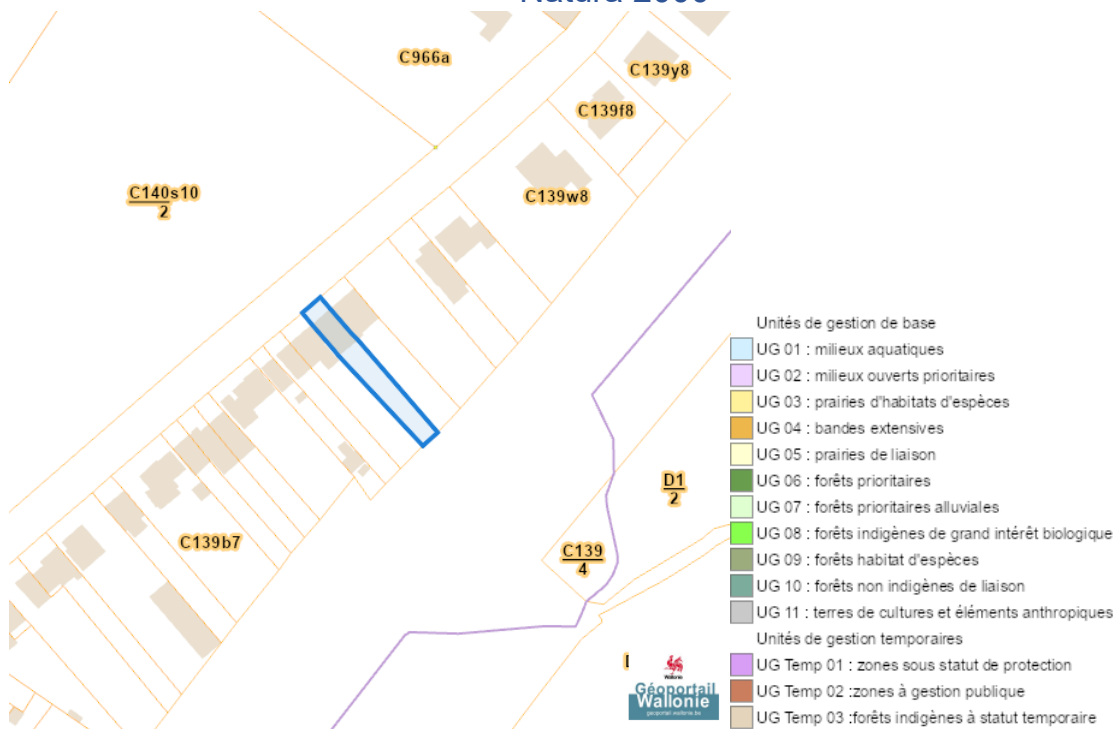 Natura 2000
C966a
C139y8
C139f8
C140s10
2
C139w8
Unités de gestion de base
UG 01 : milieux aquatiques
UG 02 : milieux ouverts prioritaires
UG 03 : prairies d'habitats d'espèces
UG 04 : bandes extensives
UG 05 : prairies de liaison
D1
2
UG 06 : forêts prioritaires
UG 07 : forêts prioritaires alluviales
UG 08 : forêts indigènes de grand intérêt biologique
C139b7
C139
4
UG 09 : forêts habitat d'espèces
UG 10 : forêts non indigènes de liaison
UG 11 : terres de cultures et éléments anthropiques
Unités de gestion temporaires
UG Temp 01 : zones sous statut de protection
UG Temp 02 :zones à gestion publique
UG Temp 03 :forêts indigènes à statut temporaire
Wallonie
Géoportail
Wallonie
geoportail.wallonie.be